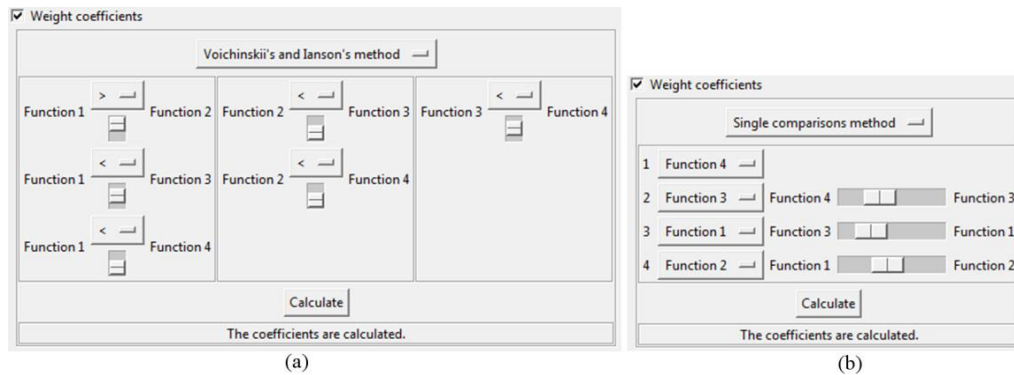 Weight coefficients
Voichinskii's and Ianson's method
Function 1 > Function 2
Function 1 < Function 3
Function 1 < Function 4
Function 2 < Function 3
Function 2 < Function 4
Function 3 < Function 4
Calculate
The coefficients are calculated.
(a)
Weight coefficients
Single comparisons method
1 Function 4
2 Function 3 Function 4 Function 3
3 Function 1 Function 3 Function 1
4 Function 2 Function 1 Function 2
Calculate
The coefficients are calculated.
(b)